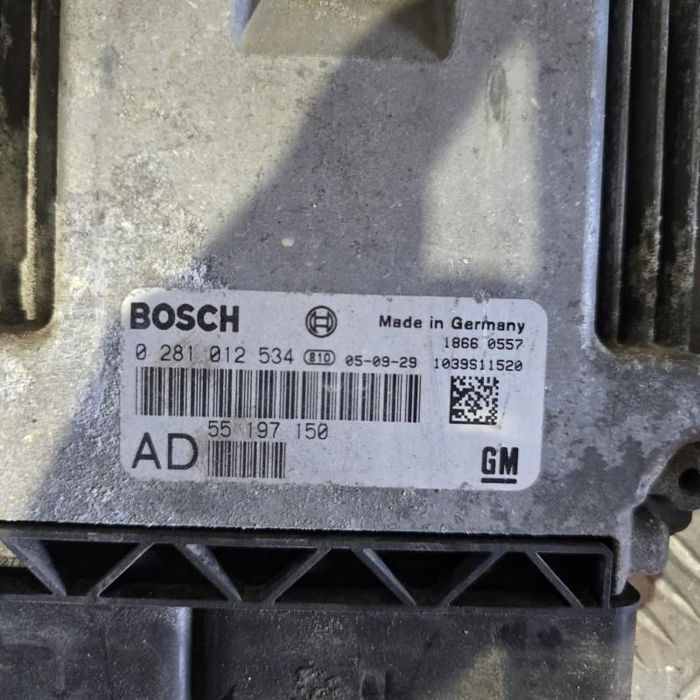 BOSCH Made in Germany
1866 0557
0 281 012 534 810 05-09-29 1039S11520
55 197 150
AD GM